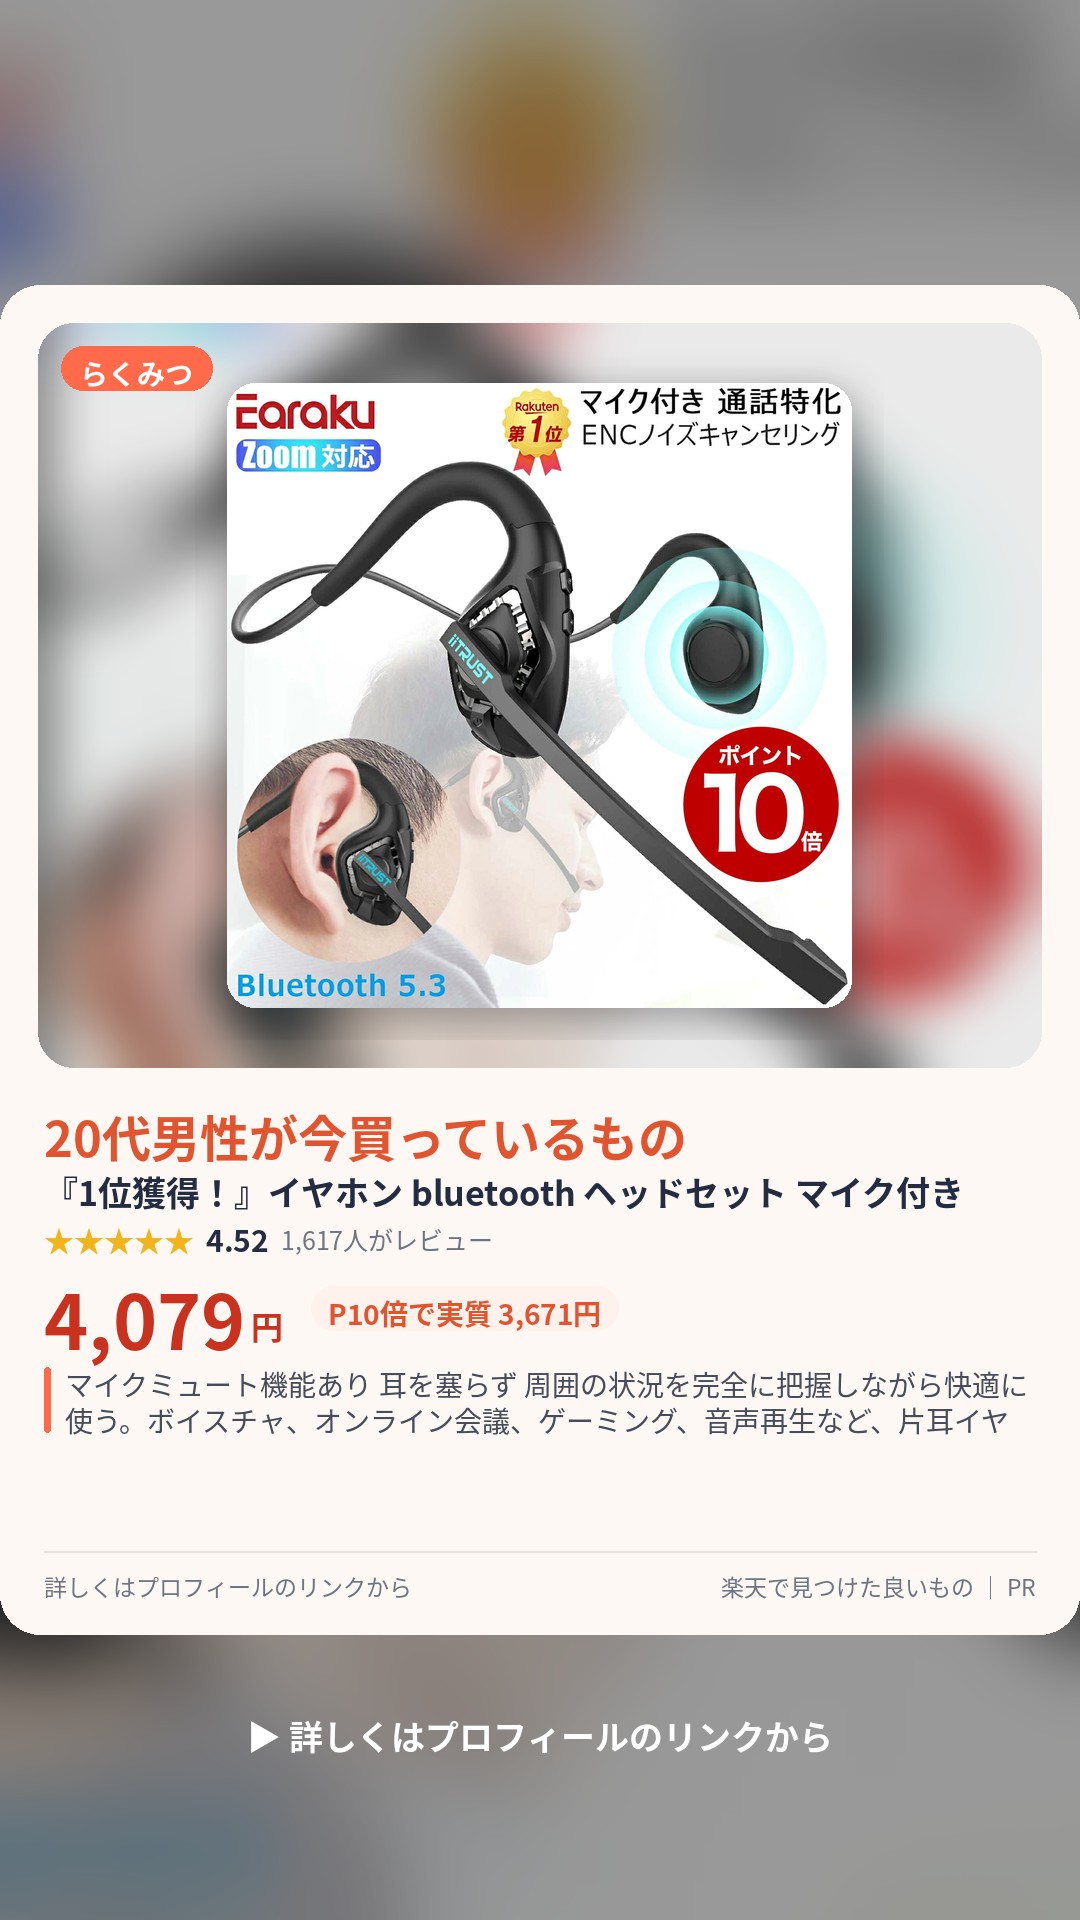 らくみつ
Earaku
Zoom 対応
Rakuten
第1位
マイク付き 通話特化
ENCノイズキャンセリング
iiTRUST
ポイント
10倍
iiTRUST
Bluetooth 5.3
20代男性が今買っているもの
『1位獲得！』イヤホン bluetooth ヘッドセット マイク付き
★★★★★ 4.52 1,617人がレビュー
4,079円 P10倍で実質 3,671円
マイクミュート機能あり 耳を塞らず 周囲の状況を完全に把握しながら快適に
使う。ボイスチャ、オンライン会議、ゲーミング、音声再生など、片耳イヤ
詳しくはプロフィールのリンクから
楽天で見つけた良いもの｜PR
▶ 詳しくはプロフィールのリンクから